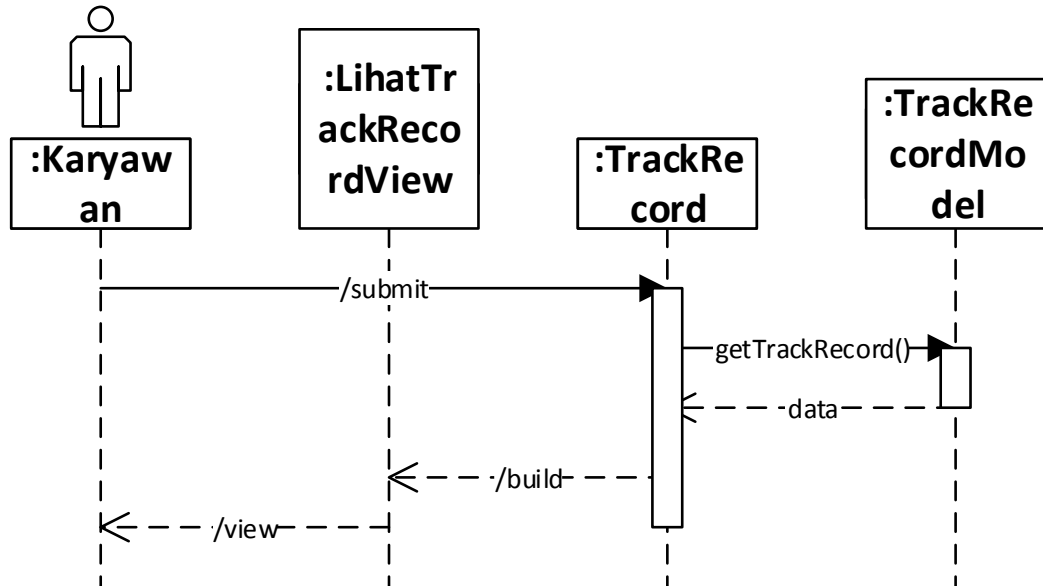 :Karyaw
an
:LihatTr
ackReco
rdView
:TrackRe
cord
:TrackRe
cordMo
del
/submit
getTrackRecord()
data
/build
/view